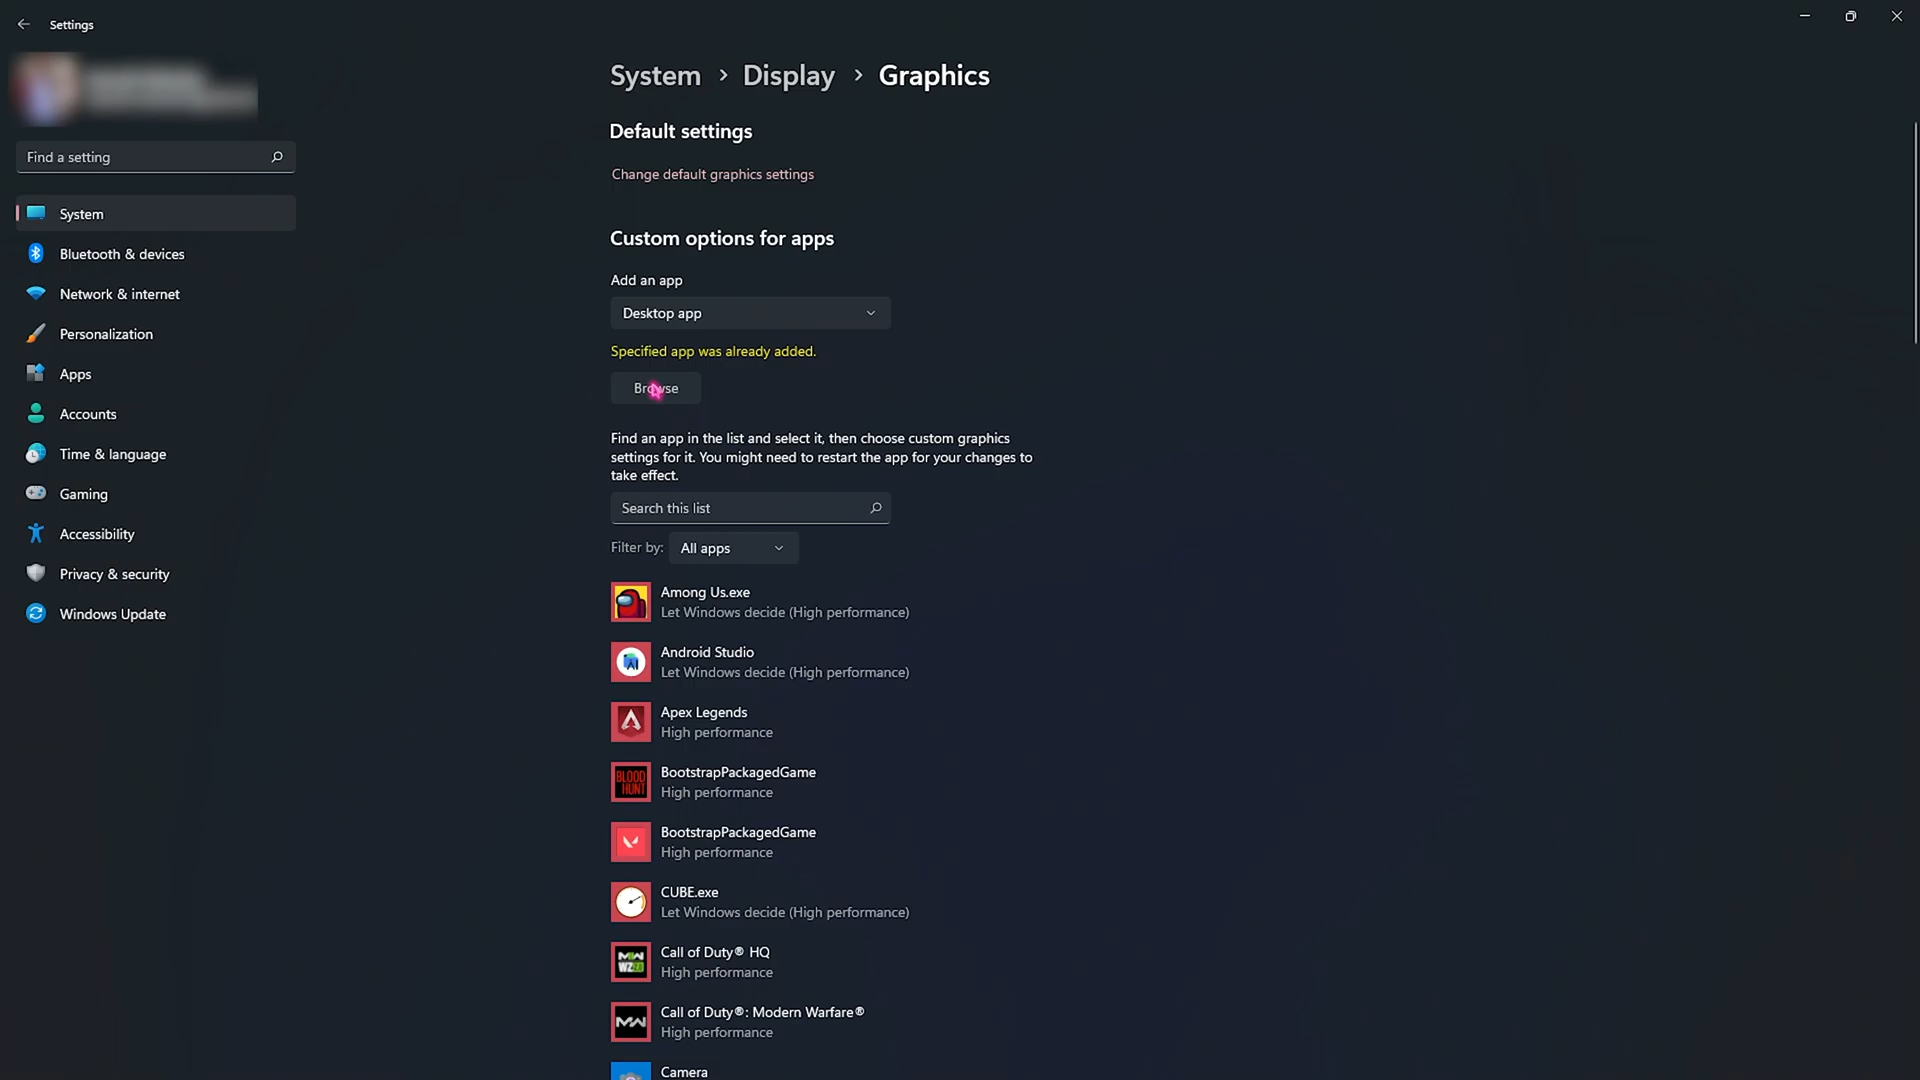 Settings
System > Display > Graphics
Default settings
Find a setting
Change default graphics settings
System
Custom options for apps
Bluetooth & devices
Add an app
Network & internet
Desktop app
Personalization
Specified app was already added.
Apps
Browse
Accounts
Find an app in the list and select it, then choose custom graphics
settings for it. You might need to restart the app for your changes to
take effect.
Time & language
Gaming
Search this list
Accessibility
Filter by: All apps
Privacy & security
Among Us.exe
Let Windows decide (High performance)
Windows Update
Android Studio
Let Windows decide (High performance)
Apex Legends
High performance
BLOOD
HUNT
BootstrapPackagedGame
High performance
BootstrapPackagedGame
High performance
CUBE.exe
Let Windows decide (High performance)
MW
WZ2.0
Call of Duty® HQ
High performance
MW
Call of Duty®: Modern Warfare®
High performance
Camera